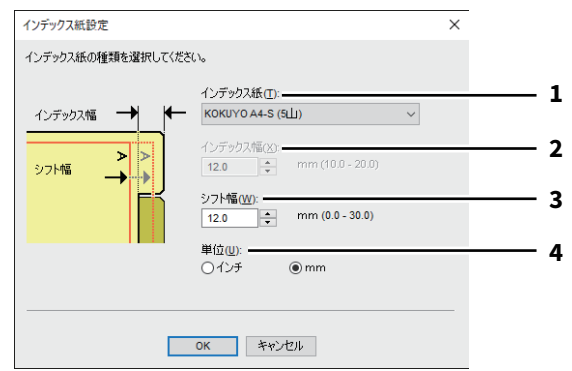 インデックス紙設定
インデックス紙の種類を選択してください。
インデックス紙(T):
1
KOKUYO A4-S (5山)
インデックス幅
インデックス幅(X):
2
12.0 mm (10.0 - 20.0)
A A
シフト幅
シフト幅(W):
3
12.0 mm (0.0 - 30.0)
単位(U):
4
インチ mm
OK キャンセル